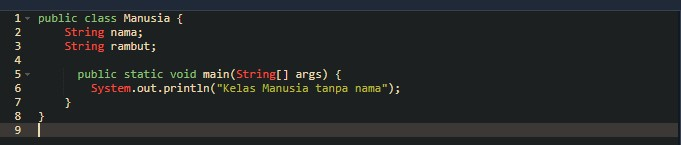 1 public class Manusia {
2     String nama;
3     String rambut;
4
5       public static void main(String[] args) {
6         System.out.println("Kelas Manusia tanpa nama");
7     }
8 }
9